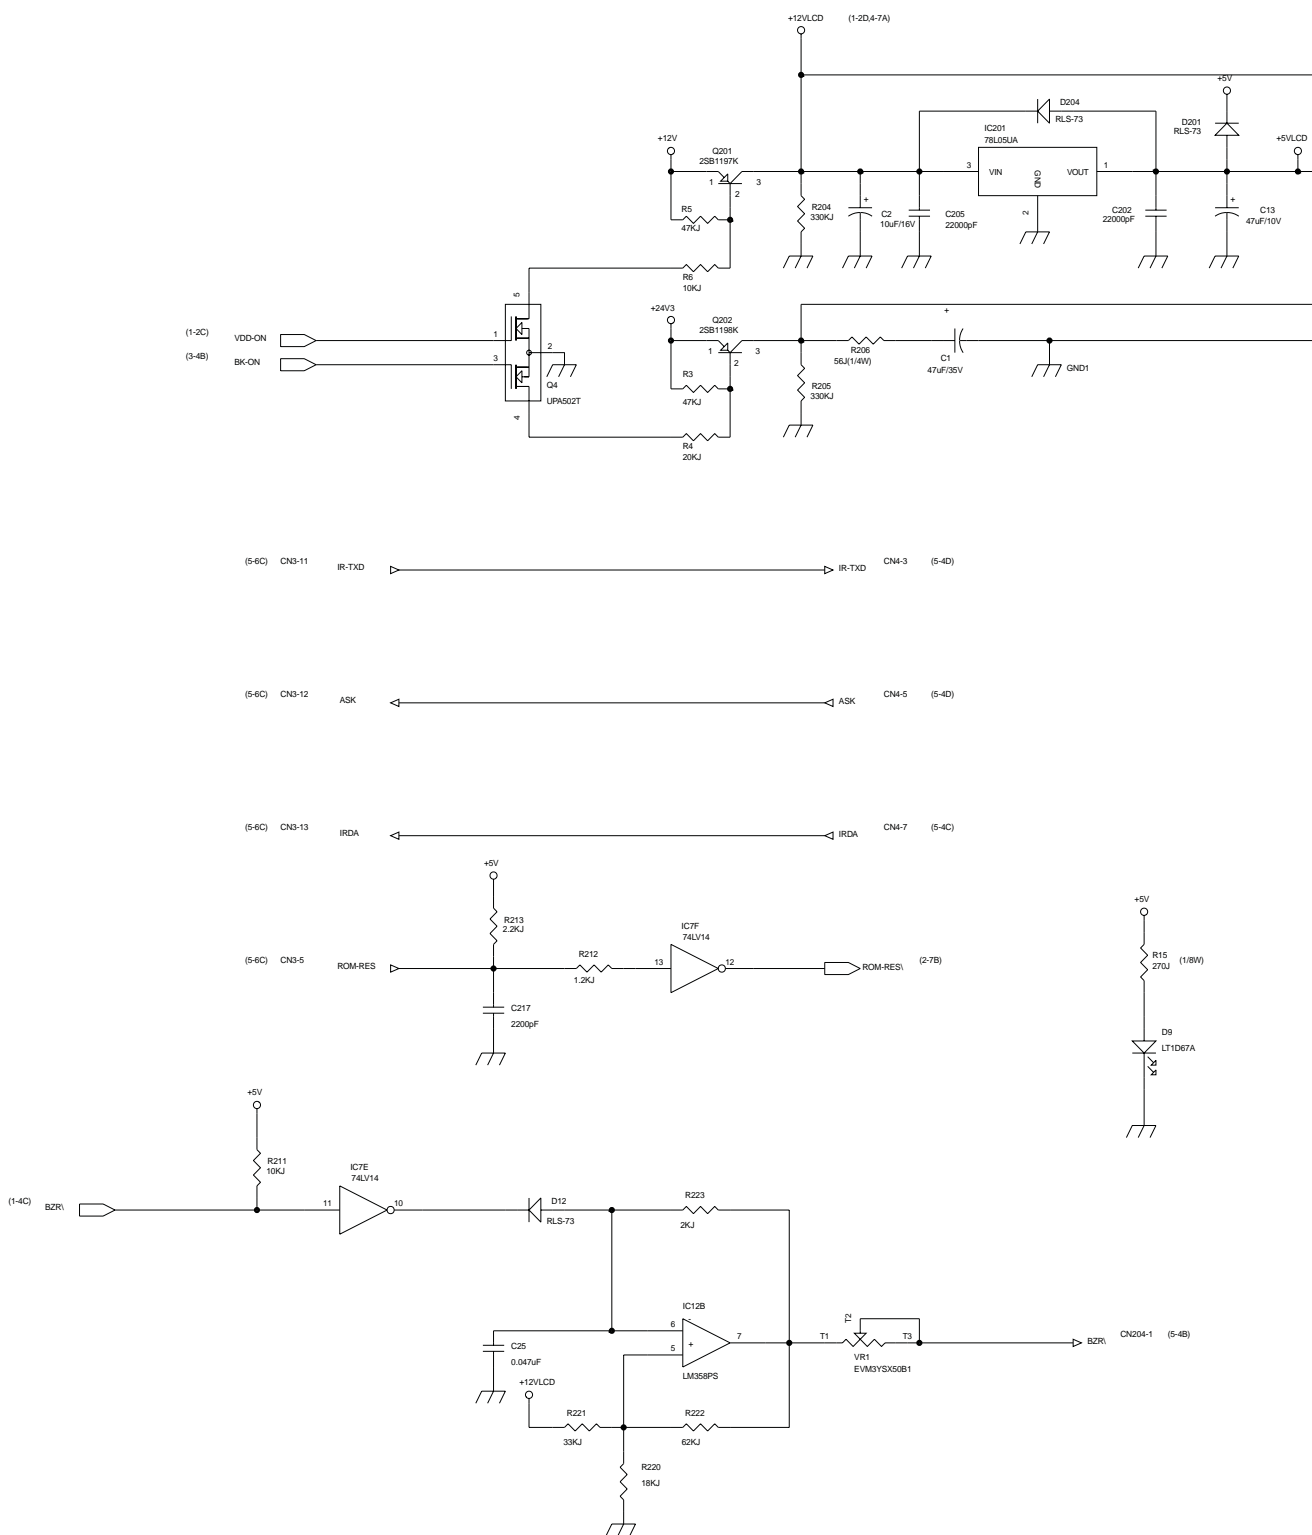 +12VLCD (1-2D,4-7A)
+5V
D204
RLS-73
D201
RLS-73
IC201
78L05UA
+12V
Q201
2SB1197K
+5VLCD
1 3
2
3 VIN GND VOUT 1
2
R5
47KJ
R204
330KJ
+
C2
10uF/16V
C205
22000pF
C202
22000pF
+
C13
47uF/10V
R6
10KJ
5
+24V3
Q202
2SB1198K
+
(1-2C) VDD-ON 1
2
(3-4B) BK-ON 3
1 3
2
R206
56J(1/4W)
C1
47uF/35V
GND1
Q4
UPA502T
R3
47KJ
R205
330KJ
4
R4
20KJ
(5-6C) CN3-11 IR-TXD IR-TXD CN4-3 (5-4D)
(5-6C) CN3-12 ASK ASK CN4-5 (5-4D)
(5-6C) CN3-13 IRDA IRDA CN4-7 (5-4C)
+5V
R213
2.2KJ
IC7F
74LV14
+5V
(5-6C) CN3-5 ROM-RES R212 13 12 ROM-RES\ (2-7B)
1.2KJ
R15
270J (1/8W)
C217
2200pF
D9
LT1D67A
+5V
R211
10KJ
IC7E
74LV14
(1-4C) BZR\ 11 10
D12
RLS-73
R223
2KJ
IC12B
6 -
5 +
7
LM358PS
C25
0.047uF
T1 T2 T3
VR1
EVM3YSX50B1
BZR\ CN204-1 (5-4B)
+12VLCD
R221
33KJ
R222
62KJ
R220
18KJ